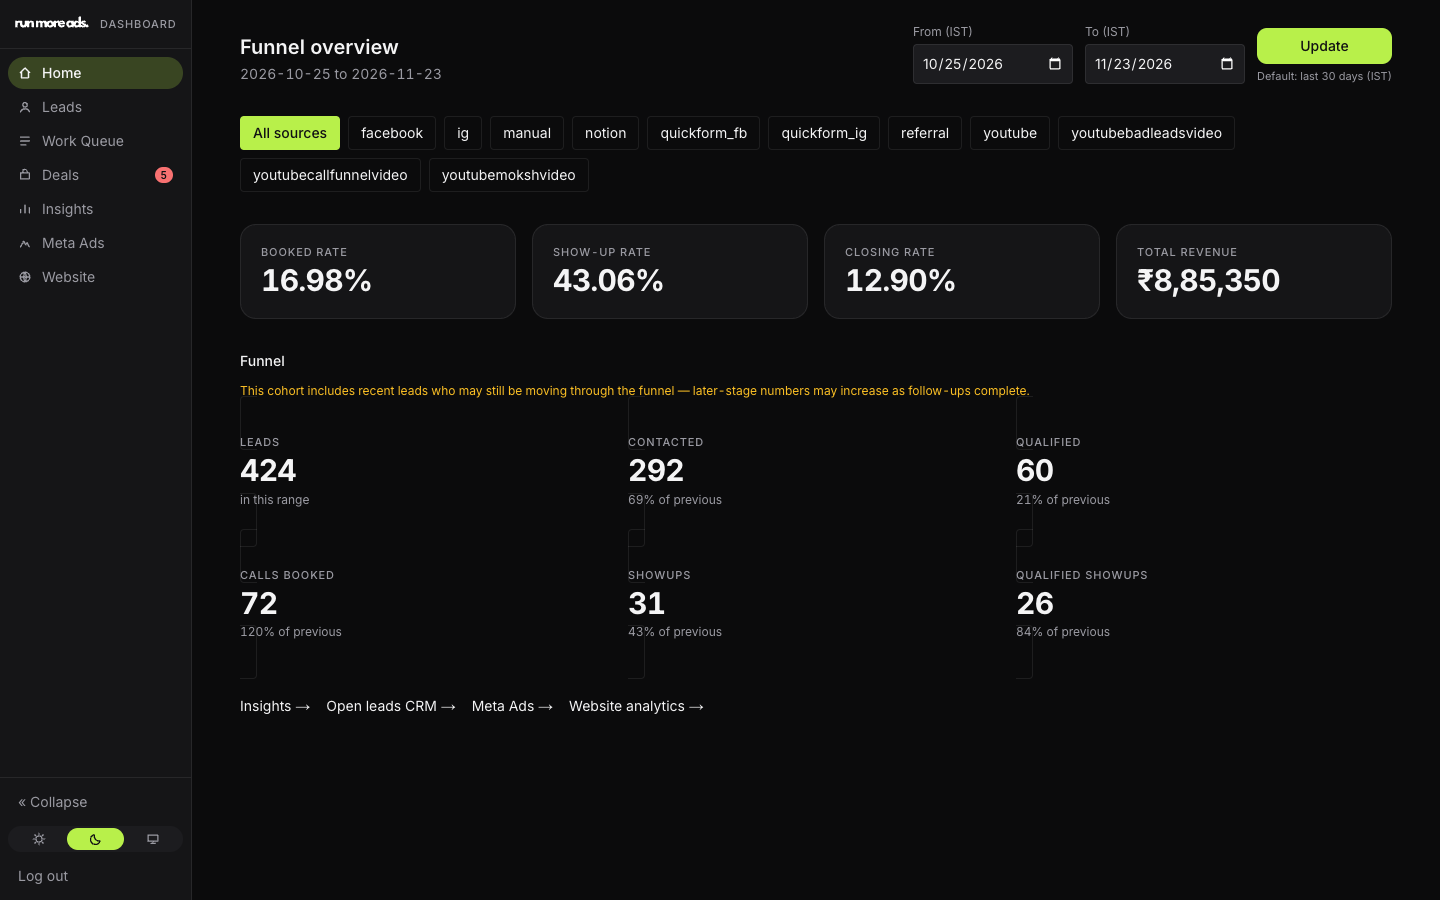 run more ads. DASHBOARD
Home
Leads
Work Queue
Deals 5
Insights
Meta Ads
Website
« Collapse
Log out
Funnel overview
2026-10-25 to 2026-11-23
From (IST)
10/25/2026
To (IST)
11/23/2026
Update
Default: last 30 days (IST)
All sources facebook ig manual notion quickform_fb quickform_ig referral youtube youtubebadleadsvideo
youtubecallfunnelvideo youtubemokshvideo
BOOKED RATE
16.98%
SHOW-UP RATE
43.06%
CLOSING RATE
12.90%
TOTAL REVENUE
₹8,85,350
Funnel
This cohort includes recent leads who may still be moving through the funnel — later-stage numbers may increase as follow-ups complete.
LEADS
424
in this range
CONTACTED
292
69% of previous
QUALIFIED
60
21% of previous
CALLS BOOKED
72
120% of previous
SHOWUPS
31
43% of previous
QUALIFIED SHOWUPS
26
84% of previous
Insights → Open leads CRM → Meta Ads → Website analytics →